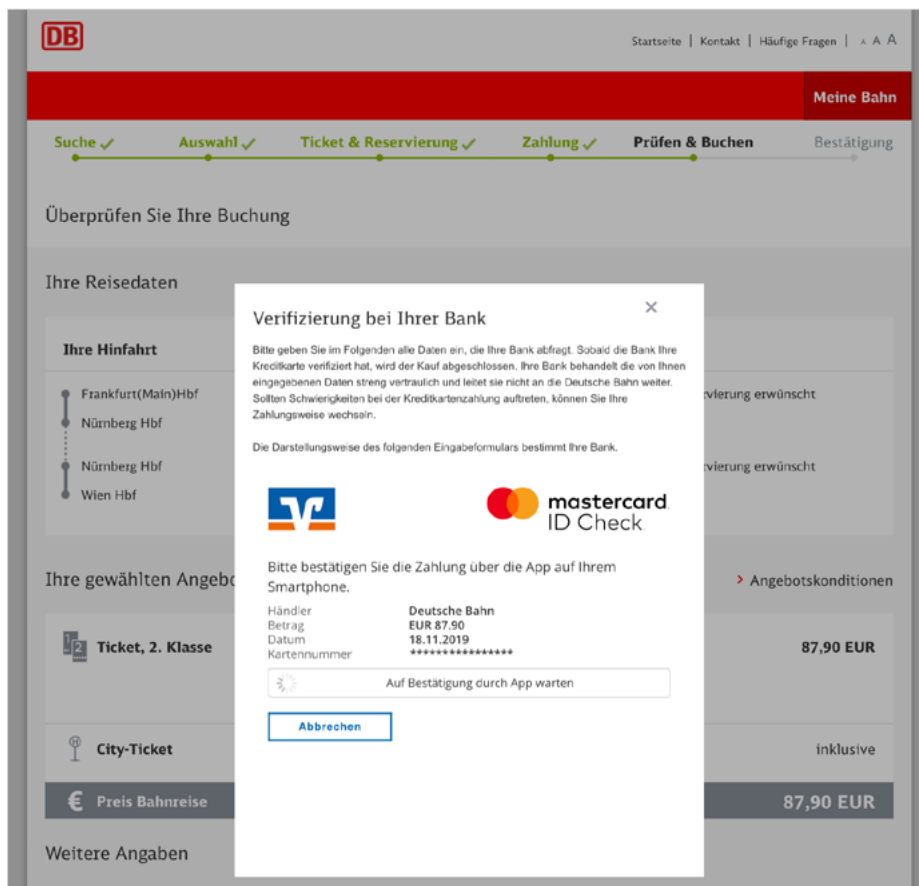 DB
Startseite | Kontakt | Häufige Fragen | A A A
Meine Bahn
Suche Auswahl Ticket & Reservierung Zahlung Prüfen & Buchen Bestätigung
Überprüfen Sie Ihre Buchung
Ihre Reisedaten
Verifizierung bei Ihrer Bank
Ihre Hinfahrt
Bitte geben Sie im Folgenden alle Daten ein, die Ihre Bank abfragt. Sobald die Bank Ihre
Kreditkarte verifiziert hat, wird der Kauf abgeschlossen. Ihre Bank behandelt die von Ihnen
eingegebenen Daten streng vertraulich und leitet sie nicht an die Deutsche Bahn weiter.
Sollten Schwierigkeiten bei der Kreditkartenzahlung auftreten, können Sie Ihre
Zahlungsweise wechseln.
Die Darstellungsweise des folgenden Eingabeformulars bestimmt Ihre Bank.
Frankfurt(Main)Hbf rvierung erwünscht
Nürnberg Hbf
Nürnberg Hbf rvierung erwünscht
Wien Hbf
mastercard
ID Check
Bitte bestätigen Sie die Zahlung über die App auf Ihrem
Smartphone.
Ihre gewählten Angebo
> Angebotskonditionen
Händler Deutsche Bahn
Betrag EUR 87.90
Datum 18.11.2019
Kartennummer ****************
Auf Bestätigung durch App warten
Abbrechen
1 2 Ticket, 2. Klasse 87,90 EUR
H City-Ticket inklusive
€ Preis Bahnreise 87,90 EUR
Weitere Angaben